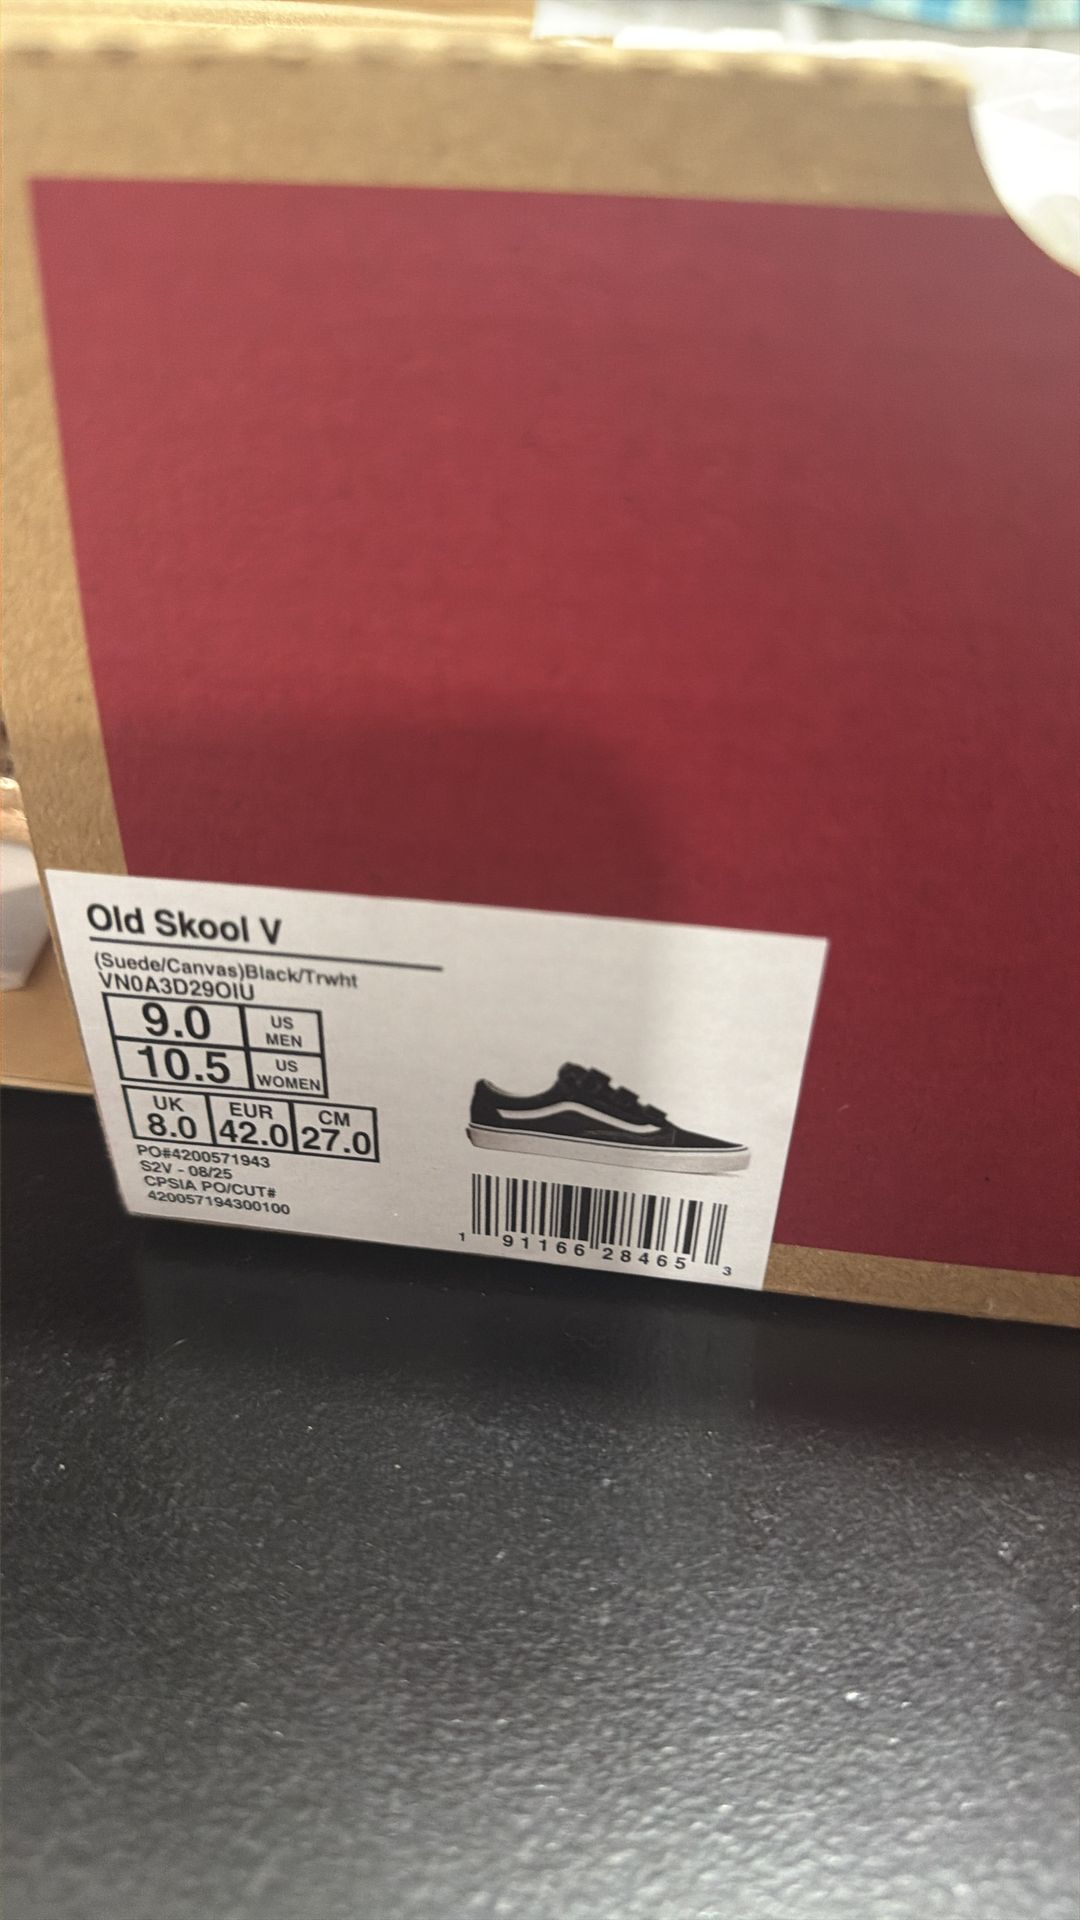 Old Skool V
(Suede/Canvas)Black/Trwht
VN0A3D29OIU
9.0 US MEN
10.5 US WOMEN
UK EUR CM
8.0 42.0 27.0
PO#4200571943
S2V - 08/25
CPSIA PO/CUT#
420057194300100
1 91166 28465 3